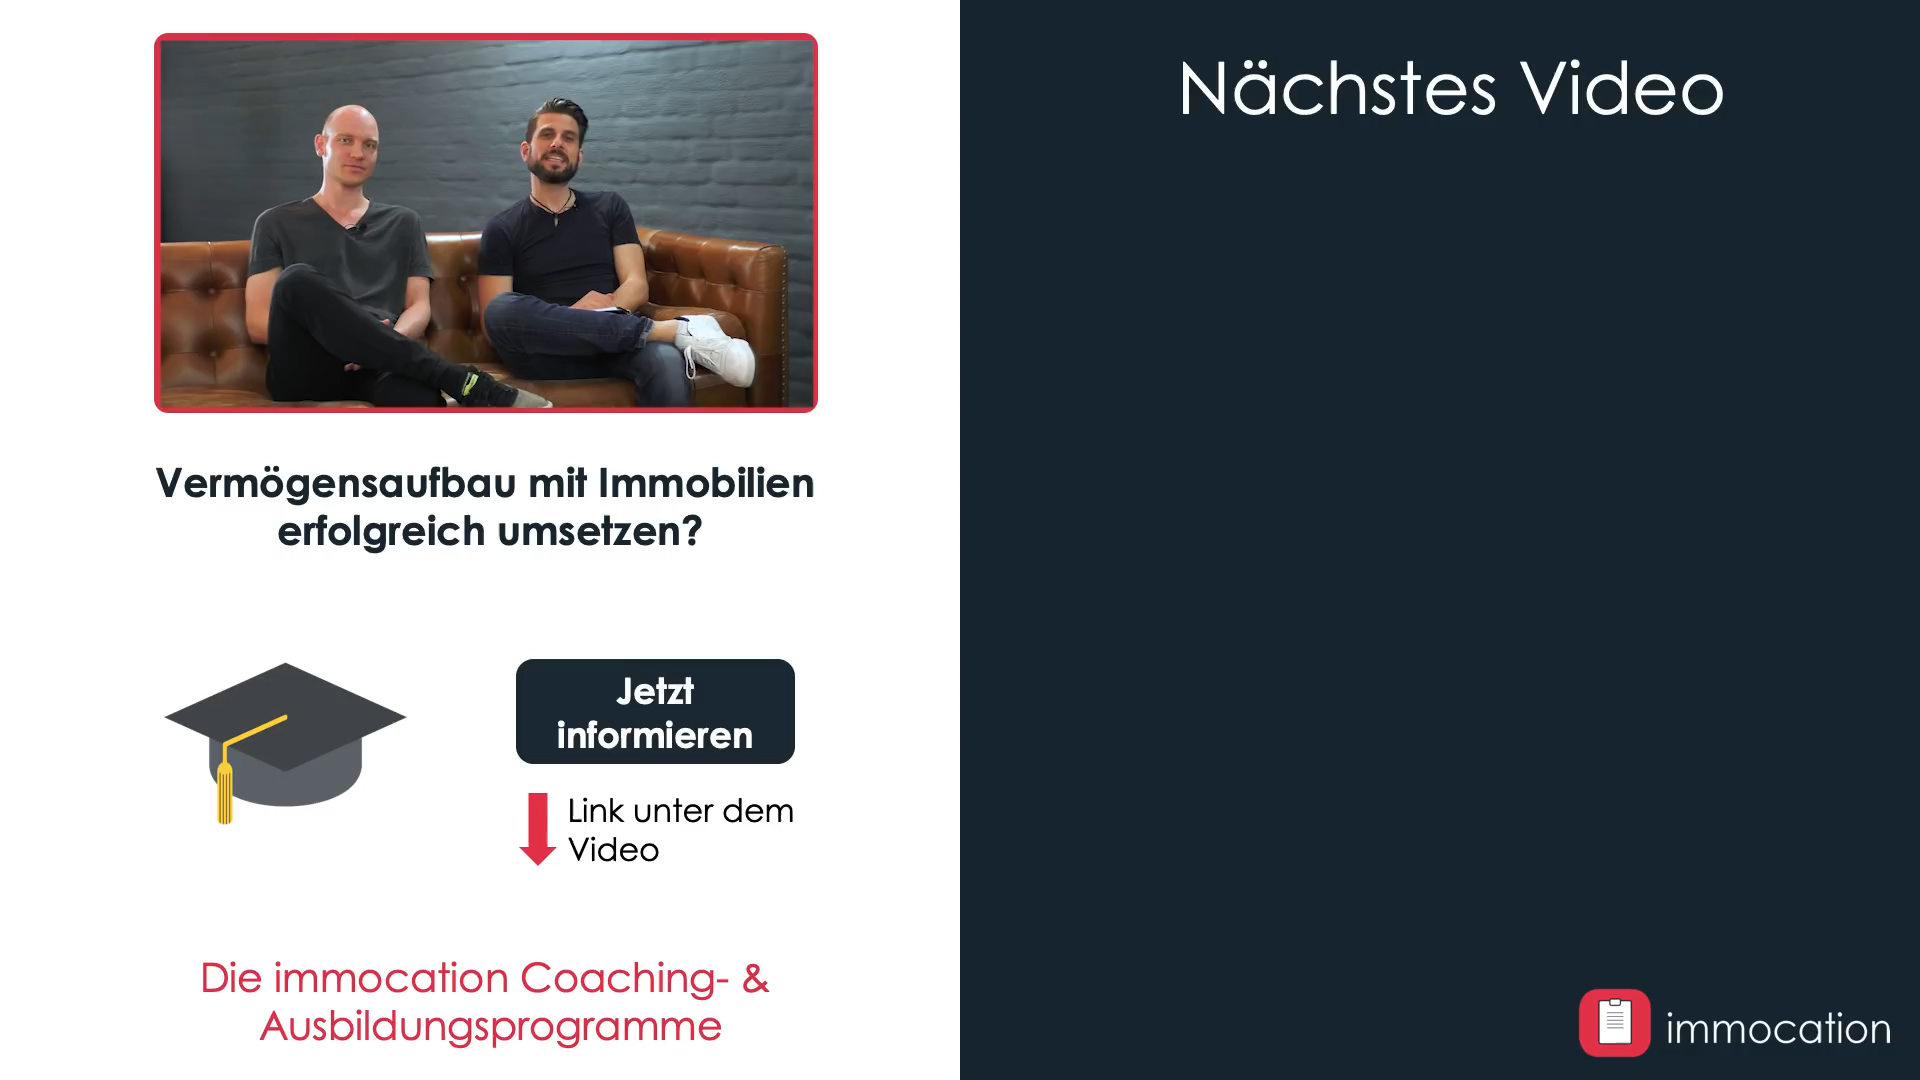 Vermögensaufbau mit Immobilien
erfolgreich umsetzen?
Jetzt
informieren
Link unter dem
Video
Die immocation Coaching- &
Ausbildungsprogramme
Nächstes Video
immocation